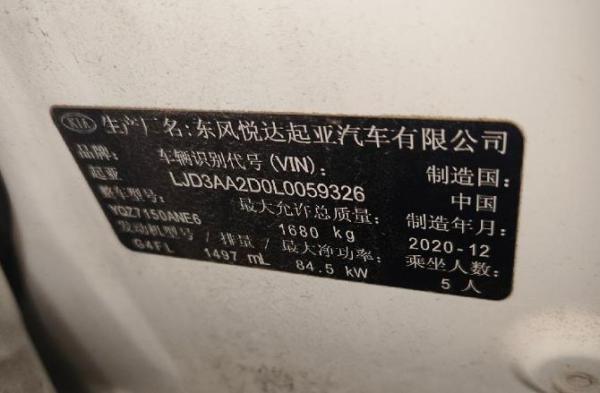 KIA 生产厂名:东风悦达起亚汽车有限公司
品牌: 车辆识别代号(VIN): 制造国:
起亚 LJD3AA2D0L0059326 中国
整车型号: 最大允许总质量: 制造年月:
YQZ7150ANE6 1680 kg 2020-12
发动机型号 / 排量 / 最大净功率: 乘坐人数:
G4FL 1497 mL 84.5 kW 5 人